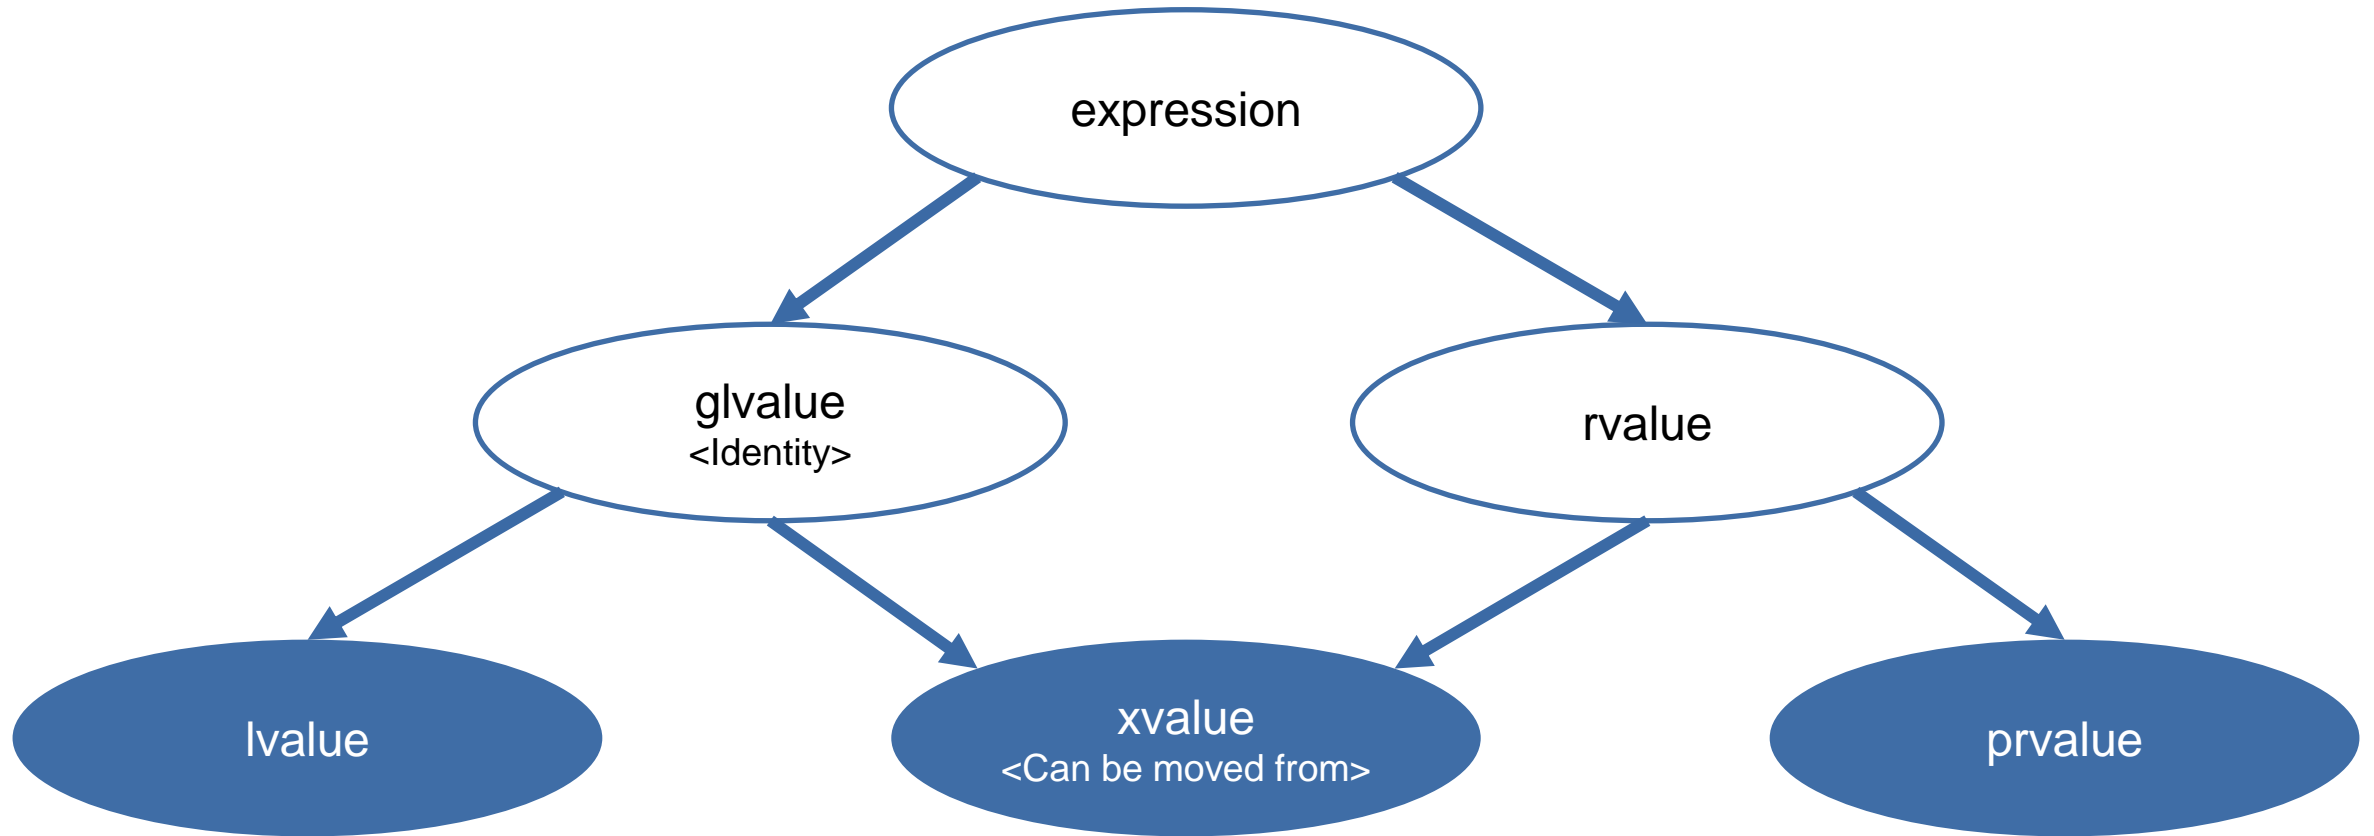 expression
glvalue
<Identity>
rvalue
lvalue
xvalue
<Can be moved from>
prvalue